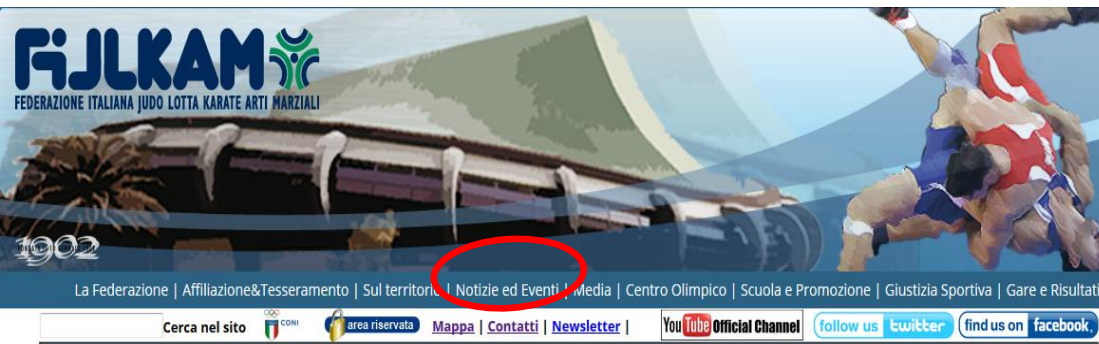 FIJLKAM
FEDERAZIONE ITALIANA JUDO LOTTA KARATE ARTI MARZIALI
1902
La Federazione | Affiliazione&Tesseramento | Sul territorio | Notizie ed Eventi | Media | Centro Olimpico | Scuola e Promozione | Giustizia Sportiva | Gare e Risultati
Cerca nel sito CONI area riservata Mappa | Contatti | Newsletter | YouTube Official Channel follow us twitter find us on facebook.